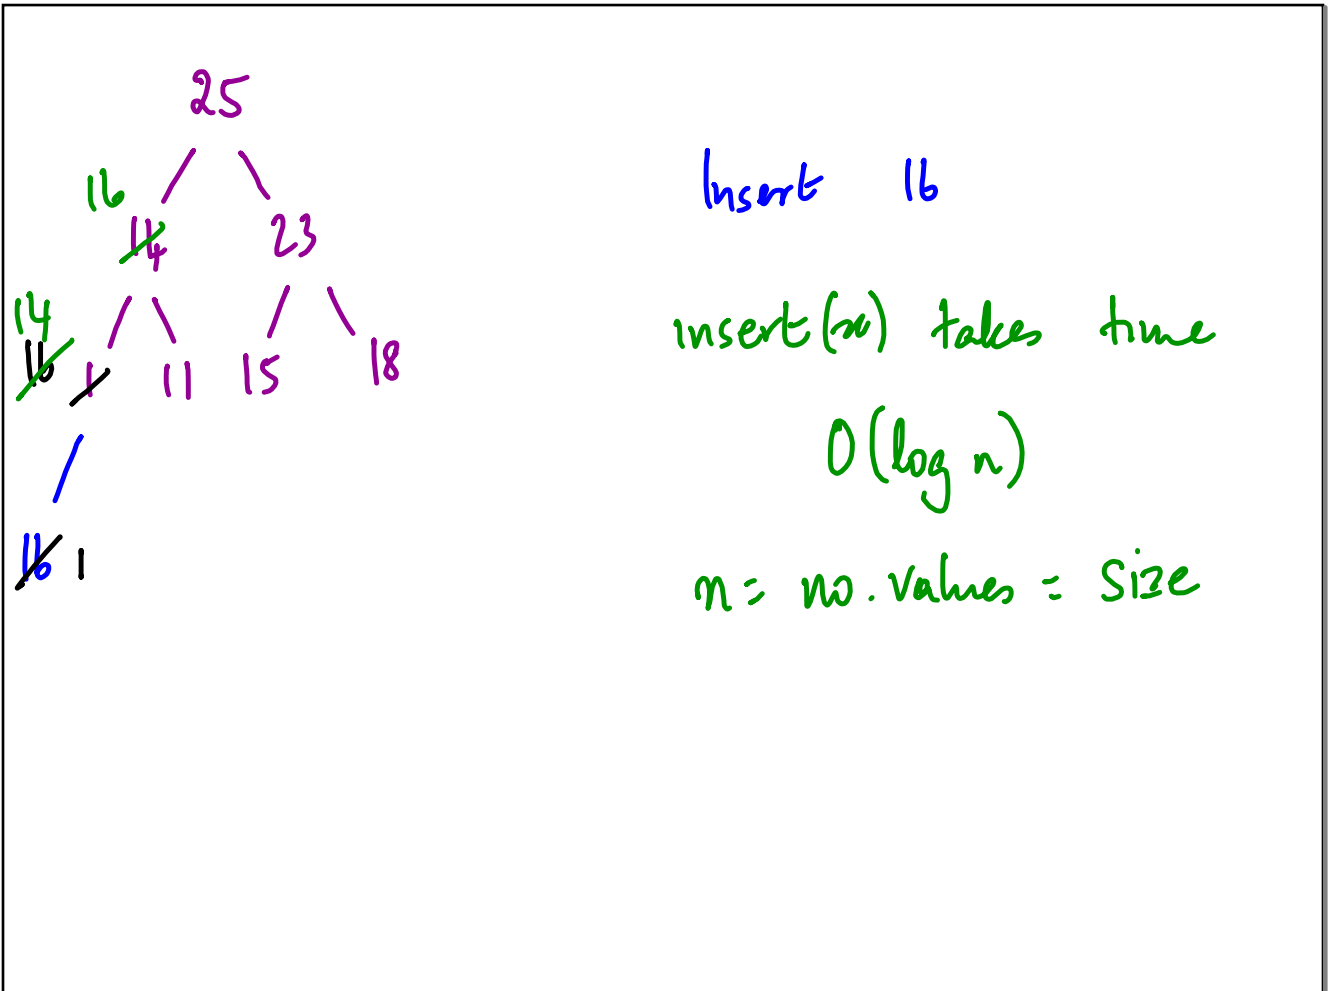 25
16
14 23
14
16 1 11 15 18
16 1
Insert 16
insert(x) takes time
O(log n)
n = no. values = size